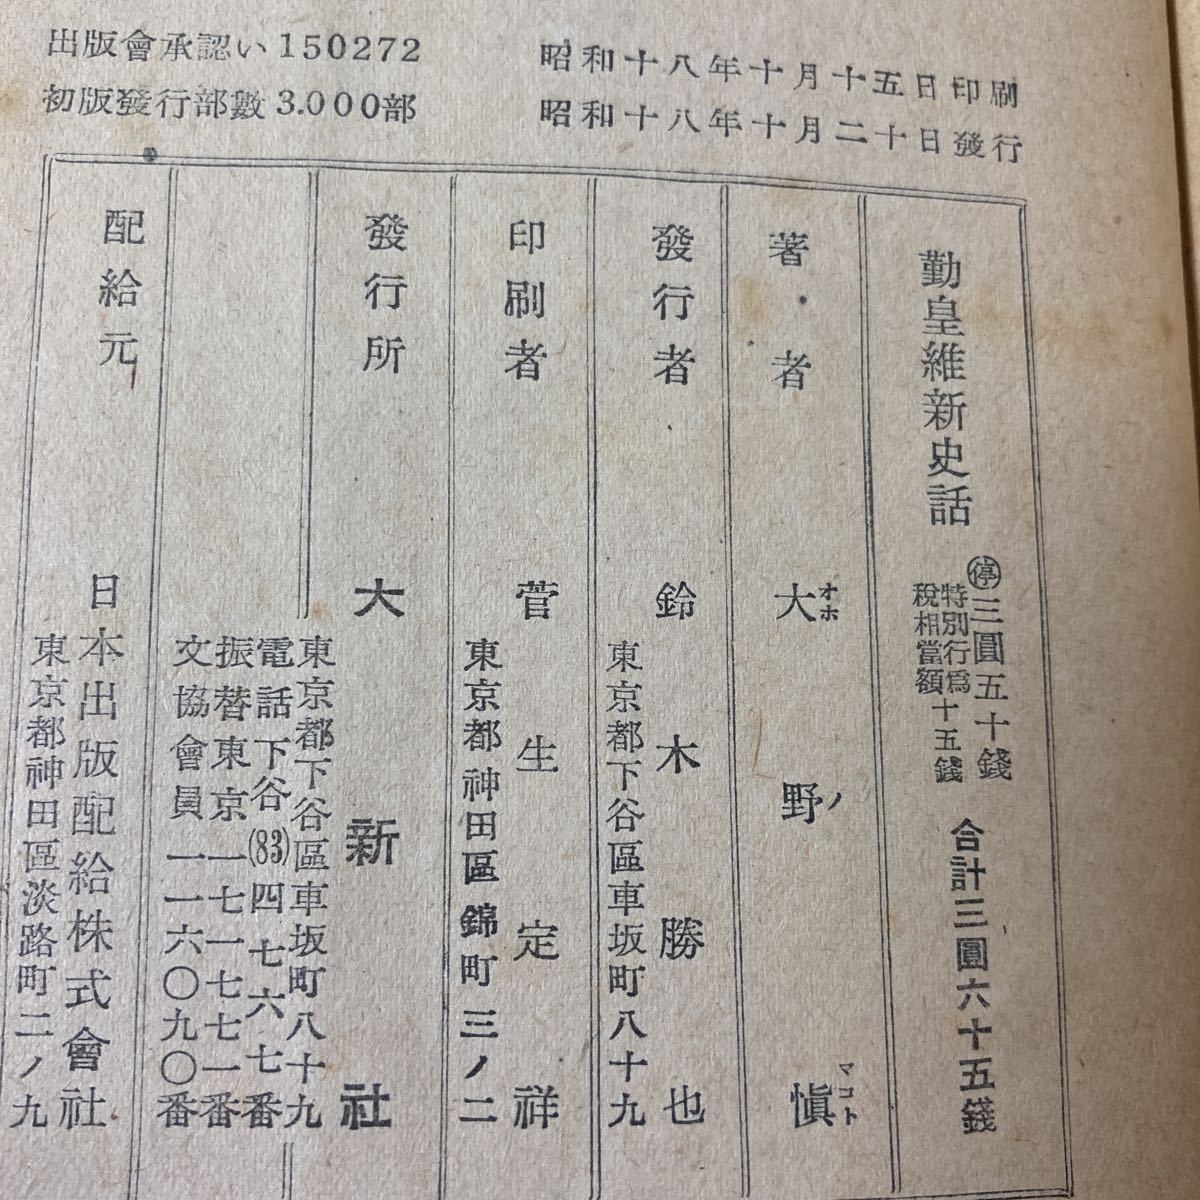 出版會承認い150272
初版發行部數3.000部
昭和十八年十月十五日印刷
昭和十八年十月二十日發行
勤皇維新史話
㊡三圓五十錢
特別行爲
稅相當額十五錢
合計三圓六十五錢
著者
大野愼
オホノマコト
發行者
鈴木勝也
東京都下谷區車坂町八十九
印刷者
菅生定祥
東京都神田區錦町三ノ二
發行所
大新社
東京都下谷區車坂町八十九
電話下谷(83)四七六七番
振替東京一七一七七一番
文協會員一一六〇九〇番
配給元
日本出版配給株式會社
東京都神田區淡路町二ノ九